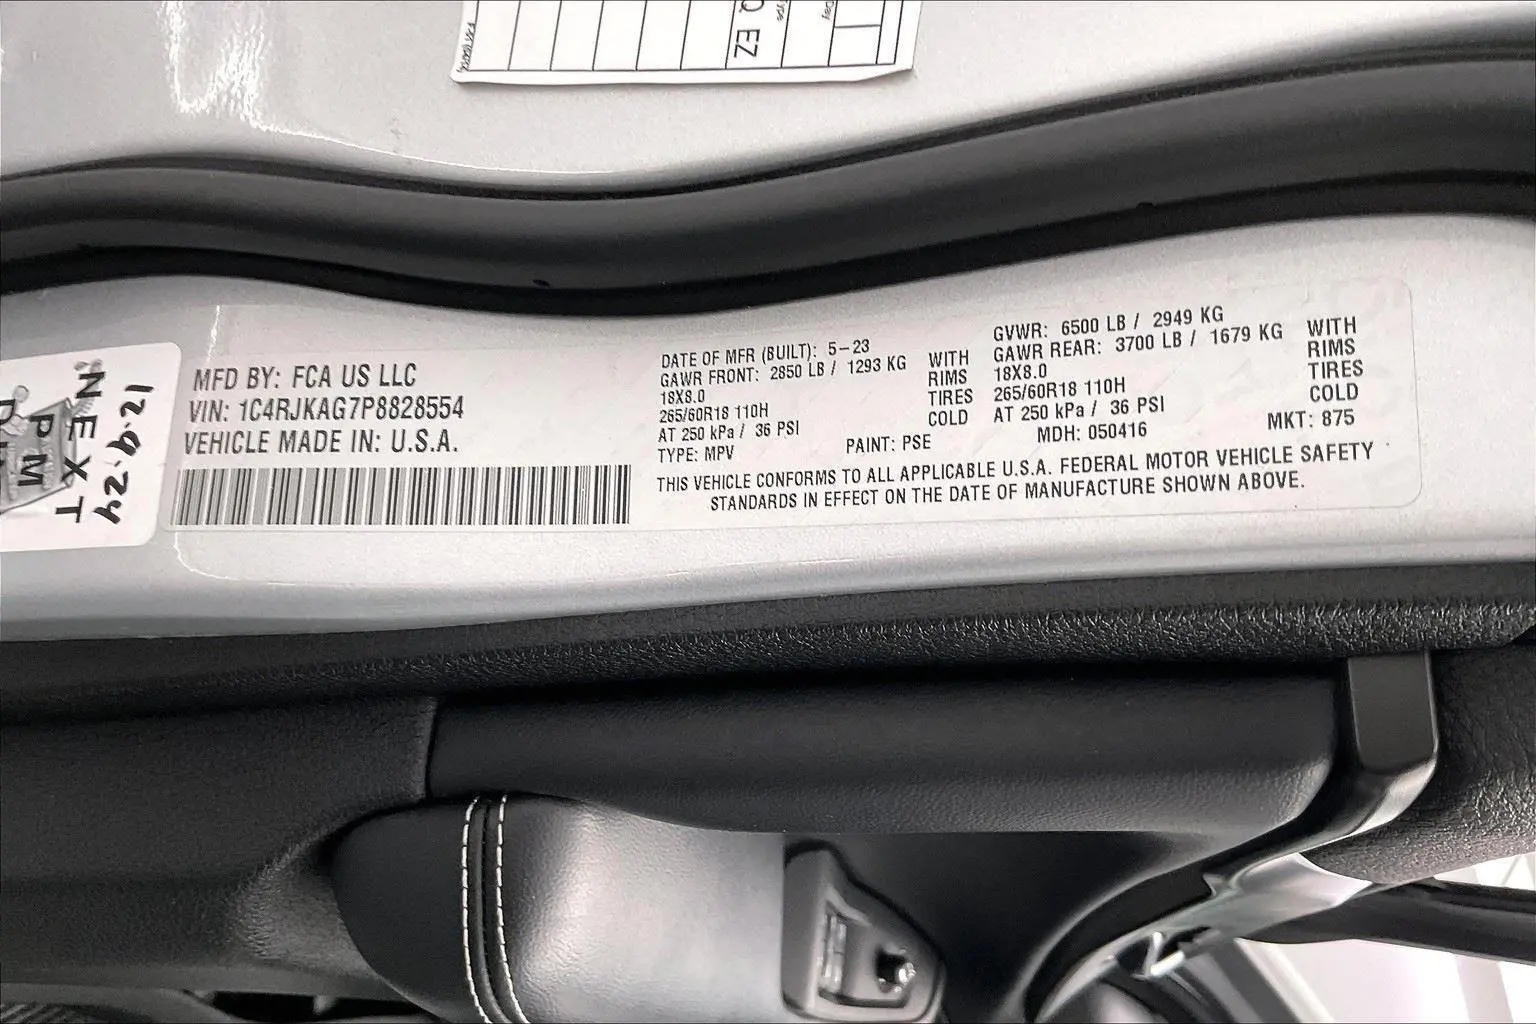 Day
Type
Q EZ
NEXT
PM
12.9.24
MFD BY: FCA US LLC
VIN: 1C4RJKAG7P8828554
VEHICLE MADE IN: U.S.A.
DATE OF MFR (BUILT): 5-23
GAWR FRONT: 2850 LB / 1293 KG WITH
18X8.0 RIMS
265/60R18 110H TIRES
AT 250 kPa / 36 PSI COLD
TYPE: MPV
PAINT: PSE
GVWR: 6500 LB / 2949 KG
GAWR REAR: 3700 LB / 1679 KG WITH
18X8.0 RIMS
265/60R18 110H TIRES
AT 250 kPa / 36 PSI COLD
MDH: 050416
MKT: 875
THIS VEHICLE CONFORMS TO ALL APPLICABLE U.S.A. FEDERAL MOTOR VEHICLE SAFETY
STANDARDS IN EFFECT ON THE DATE OF MANUFACTURE SHOWN ABOVE.